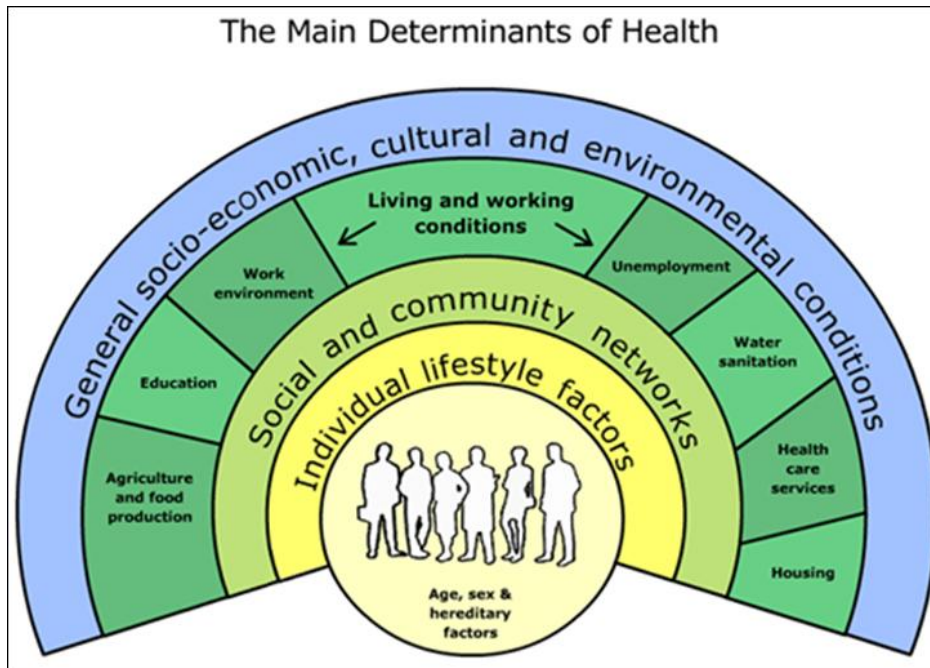 The Main Determinants of Health
General socio-economic, cultural and environmental conditions
Living and working
conditions
Work
environment
Unemployment
Education
Water
sanitation
Agriculture
and food
production
Health
care
services
Housing
Social and community networks
Individual lifestyle factors
Age, sex &
hereditary
factors